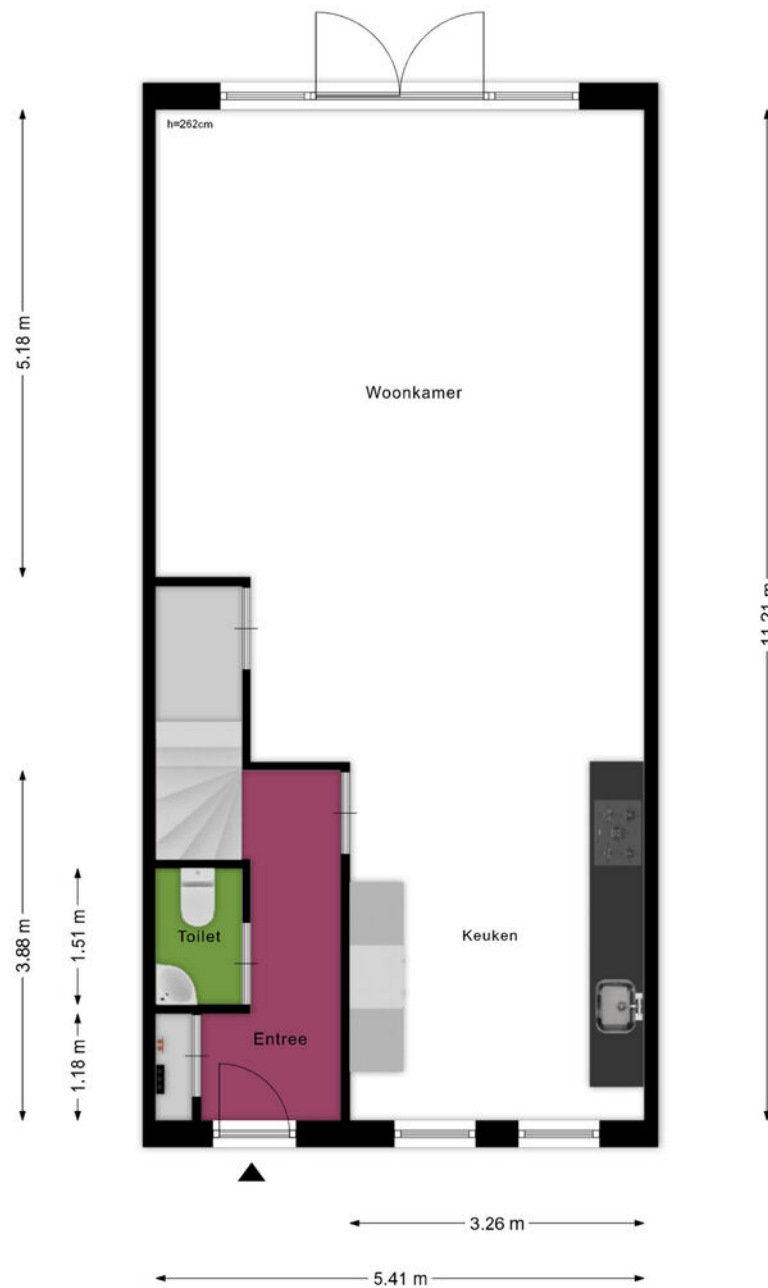 h=262cm
5.18 m
Woonkamer
11.21 m
3.88 m
1.51 m
Toilet
Keuken
1.18 m
Entree
3.26 m
5.41 m